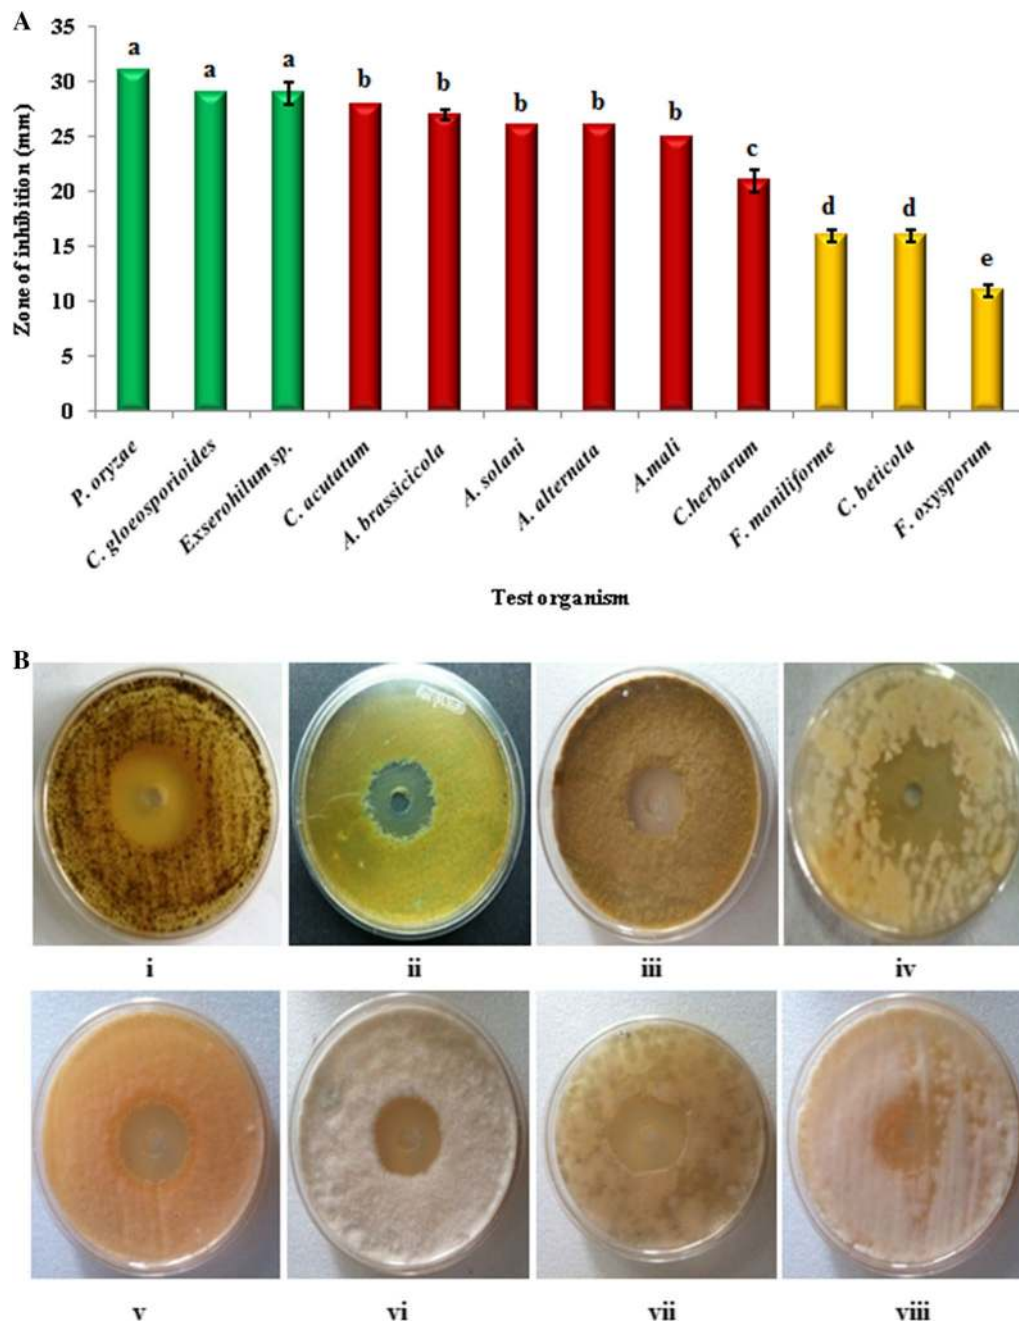 A
35
30
25
20
15
10
5
0
Zone of inhibition (mm)
a
a
a
b
b
b
b
b
c
d
d
e
P. oryzae
C. gloeosporioides
Exserohilum sp.
C. acutatum
A. brassicicola
A. solani
A. alternata
A.mali
C.herbarum
F. moniliforme
C. beticola
F. oxysporum
Test organism
B
i
ii
iii
iv
v
vi
vii
viii